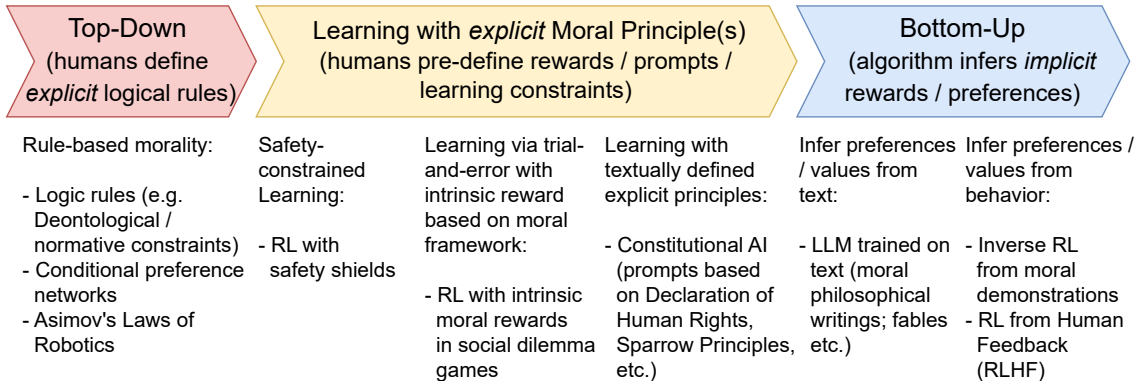 Top-Down
(humans define
explicit logical rules)
Learning with explicit Moral Principle(s)
(humans pre-define rewards / prompts /
learning constraints)
Bottom-Up
(algorithm infers implicit
rewards / preferences)
Rule-based morality:
- Logic rules (e.g.
Deontological /
normative constraints)
- Conditional preference
networks
- Asimov's Laws of
Robotics
Safety-
constrained
Learning:
- RL with
safety shields
Learning via trial-
and-error with
intrinsic reward
based on moral
framework:
- RL with intrinsic
moral rewards
in social dilemma
games
Learning with
textually defined
explicit principles:
- Constitutional AI
(prompts based
on Declaration of
Human Rights,
Sparrow Principles,
etc.)
Infer preferences
/ values from
text:
- LLM trained on
text (moral
philosophical
writings; fables
etc.)
Infer preferences /
values from
behavior:
- Inverse RL
from moral
demonstrations
- RL from Human
Feedback
(RLHF)